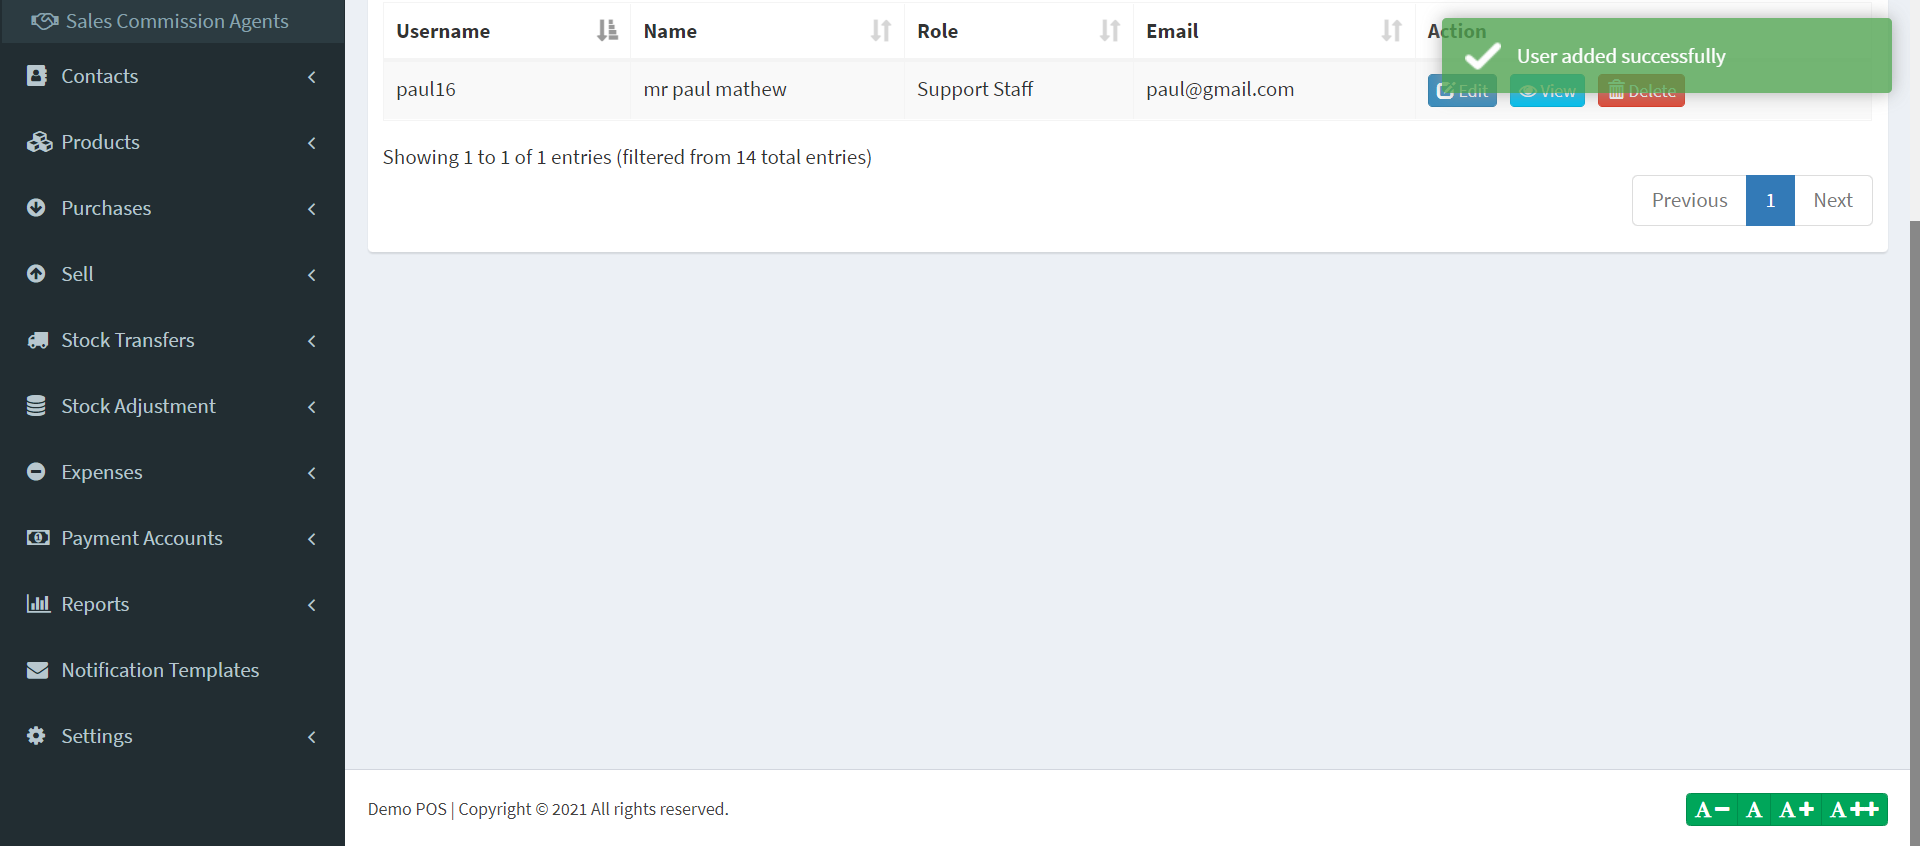 Sales Commission Agents
Contacts
Products
Purchases
Sell
Stock Transfers
Stock Adjustment
Expenses
Payment Accounts
Reports
Notification Templates
Settings
Username Name Role Email Action
paul16 mr paul mathew Support Staff paul@gmail.com Edit View Delete
User added successfully
Showing 1 to 1 of 1 entries (filtered from 14 total entries)
Previous 1 Next
Demo POS | Copyright © 2021 All rights reserved.
A- A A+ A++